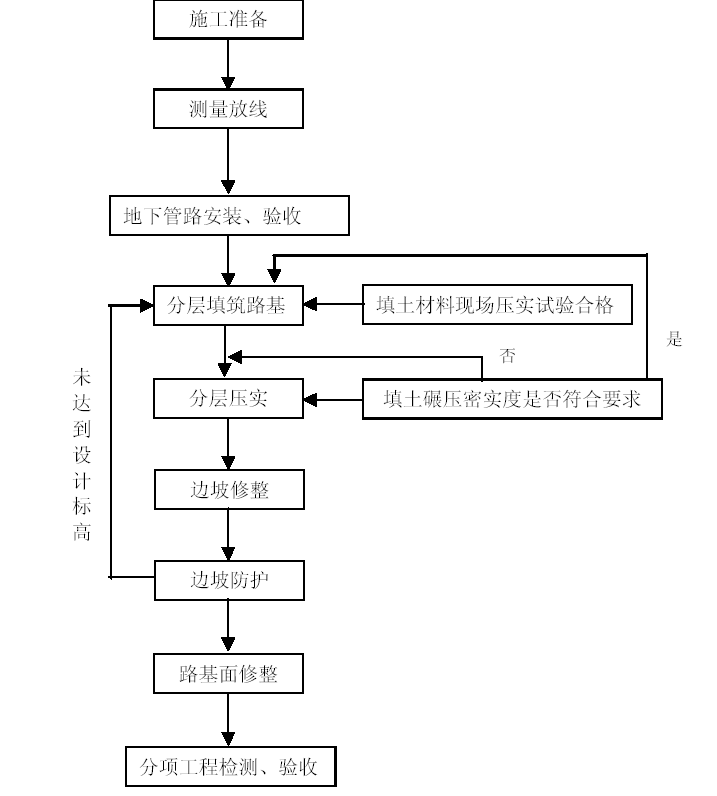 施工准备
测量放线
地下管路安装、验收
分层填筑路基
填土材料现场压实试验合格
是
否
未达到设计标高
分层压实
填土碾压密实度是否符合要求
边坡修整
边坡防护
路基面修整
分项工程检测、验收